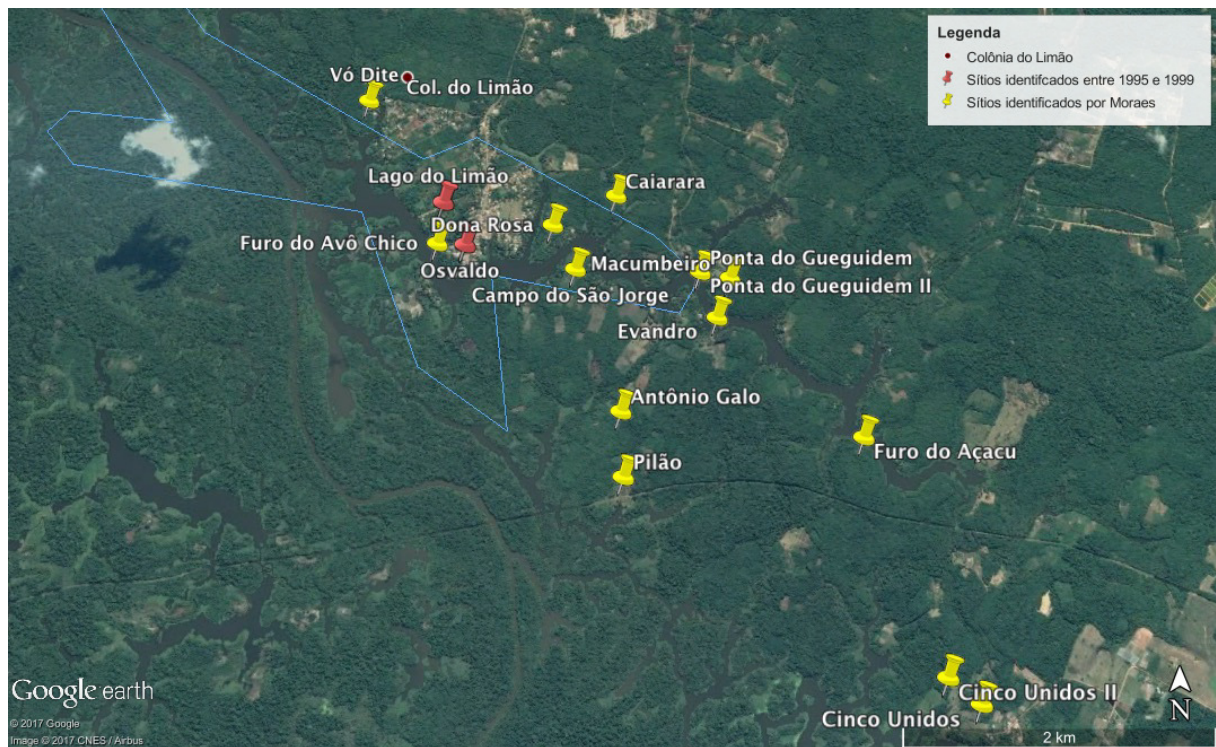 Legenda
Colônia do Limão
Sítios identifcados entre 1995 e 1999
Sítios identificados por Moraes
Vó Dite
Col. do Limão
Lago do Limão
Caiarara
Dona Rosa
Furo do Avô Chico
Osvaldo
Macumbeiro
Ponta do Gueguidem
Campo do São Jorge
Ponta do Gueguidem II
Evandro
Antônio Galo
Furo do Açacu
Pilão
Cinco Unidos II
Cinco Unidos
Google earth
© 2017 Google
Image © 2017 CNES / Airbus
N
2 km